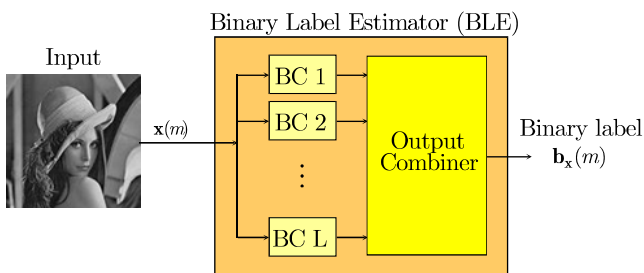 Binary Label Estimator (BLE)
Input
x(m)
BC 1
BC 2
⋮
BC L
Output
Combiner
Binary label
b_x(m)